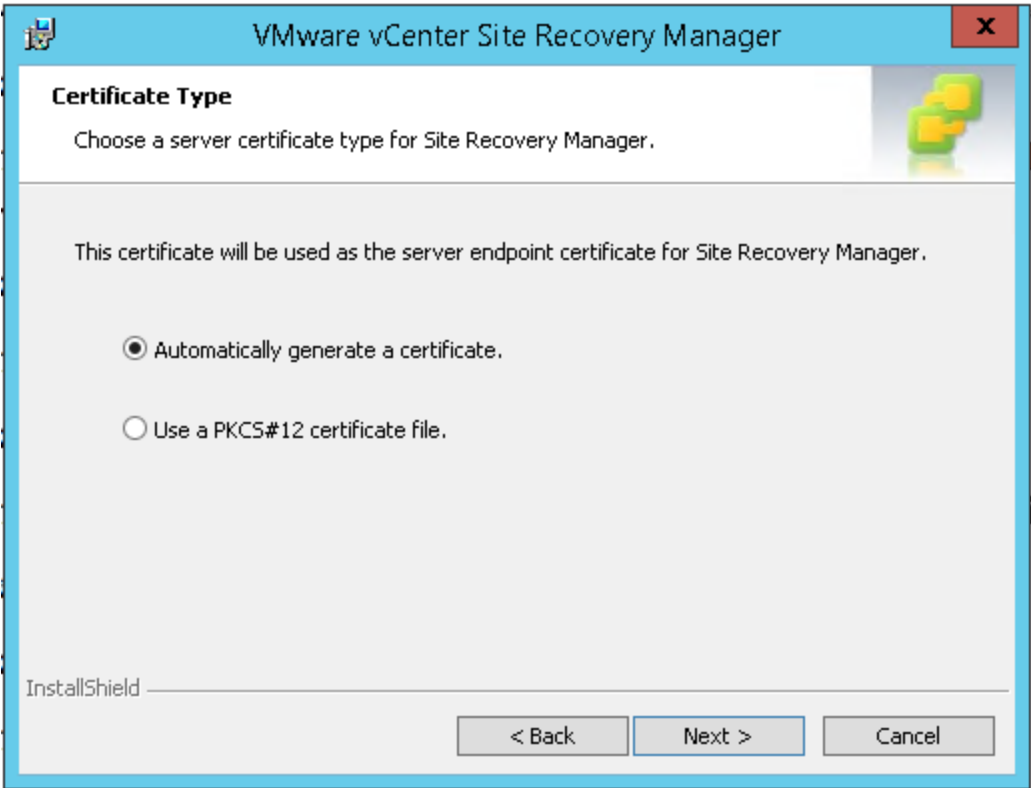 VMware vCenter Site Recovery Manager
x
Certificate Type
Choose a server certificate type for Site Recovery Manager.
This certificate will be used as the server endpoint certificate for Site Recovery Manager.
Automatically generate a certificate.
Use a PKCS#12 certificate file.
InstallShield
< Back
Next >
Cancel